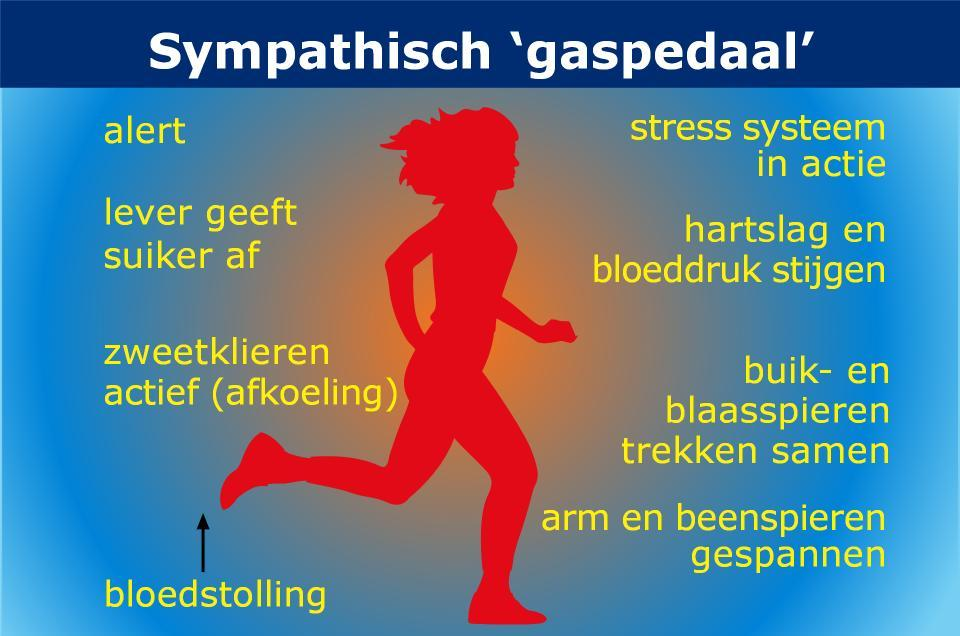 Sympathisch ‘gaspedaal’
alert
lever geeft
suiker af
zweetklieren
actief (afkoeling)
bloedstolling
stress systeem
in actie
hartslag en
bloeddruk stijgen
buik- en
blaasspieren
trekken samen
arm en beenspieren
gespannen